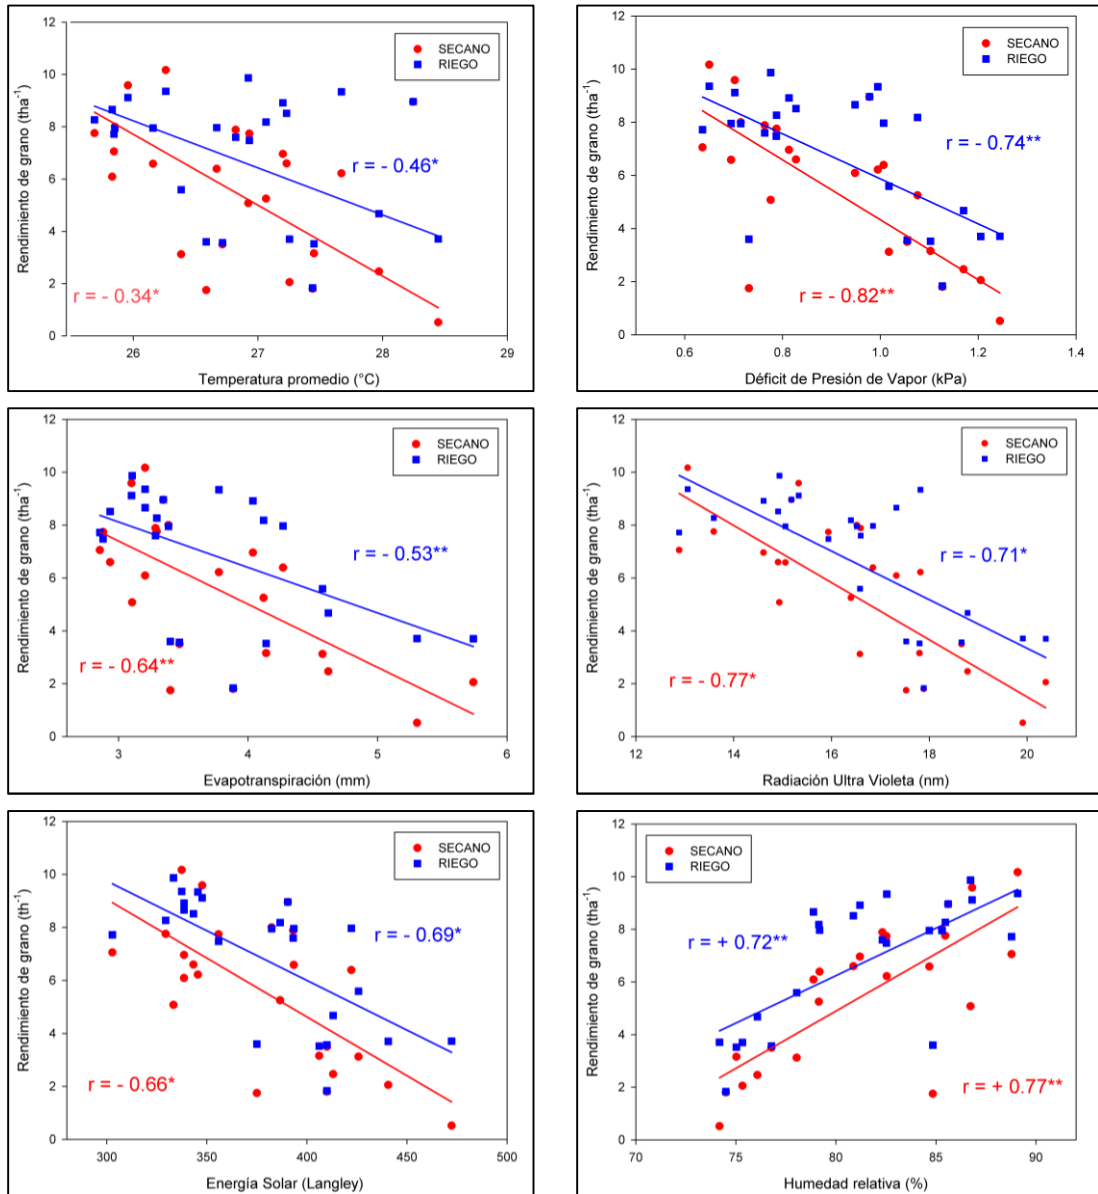 12
10
8
6
4
2
0
Rendimiento de grano (tha-1)
SECANO
RIEGO
r = - 0.46*
r = - 0.34*
26 27 28 29
Temperatura promedio (°C)
12
10
8
6
4
2
0
Rendimiento de grano (tha-1)
SECANO
RIEGO
r = - 0.74**
r = - 0.82**
0.6 0.8 1.0 1.2 1.4
Déficit de Presión de Vapor (kPa)
12
10
8
6
4
2
0
Rendimiento de grano (tha-1)
SECANO
RIEGO
r = - 0.53**
r = - 0.64**
3 4 5 6
Evapotranspiración (mm)
12
10
8
6
4
2
0
Rendimiento de grano (tha-1)
SECANO
RIEGO
r = - 0.71*
r = - 0.77*
12 14 16 18 20
Radiación Ultra Violeta (nm)
12
10
8
6
4
2
0
Rendimiento de grano (th-1)
SECANO
RIEGO
r = - 0.69*
r = - 0.66*
300 350 400 450 500
Energía Solar (Langley)
12
10
8
6
4
2
0
Rendimiento de grano (tha-1)
SECANO
RIEGO
r = + 0.72**
r = + 0.77**
70 75 80 85 90
Humedad relativa (%)